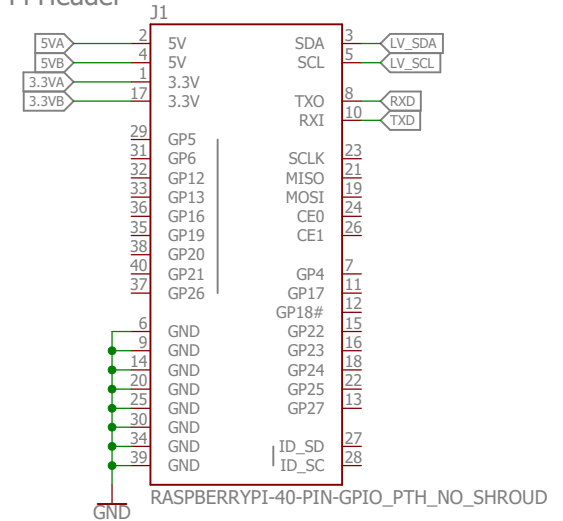 J1
5VA 2 5V SDA 3 LV_SDA
5VB 4 5V SCL 5 LV_SCL
3.3VA 1 3.3V
3.3VB 17 3.3V TXO 8 RXD
RXI 10 TXD
29 GP5
31 GP6 SCLK 23
32 GP12 MISO 21
33 GP13 MOSI 19
36 GP16 CE0 24
35 GP19 CE1 26
38 GP20
40 GP21 GP4 7
37 GP26 GP17 11
GP18# 12
6 GND GP22 15
9 GND GP23 16
14 GND GP24 18
20 GND GP25 22
25 GND GP27 13
30 GND
34 GND ID_SD 27
39 GND ID_SC 28
RASPBERRYPI-40-PIN-GPIO_PTH_NO_SHROUD
GND